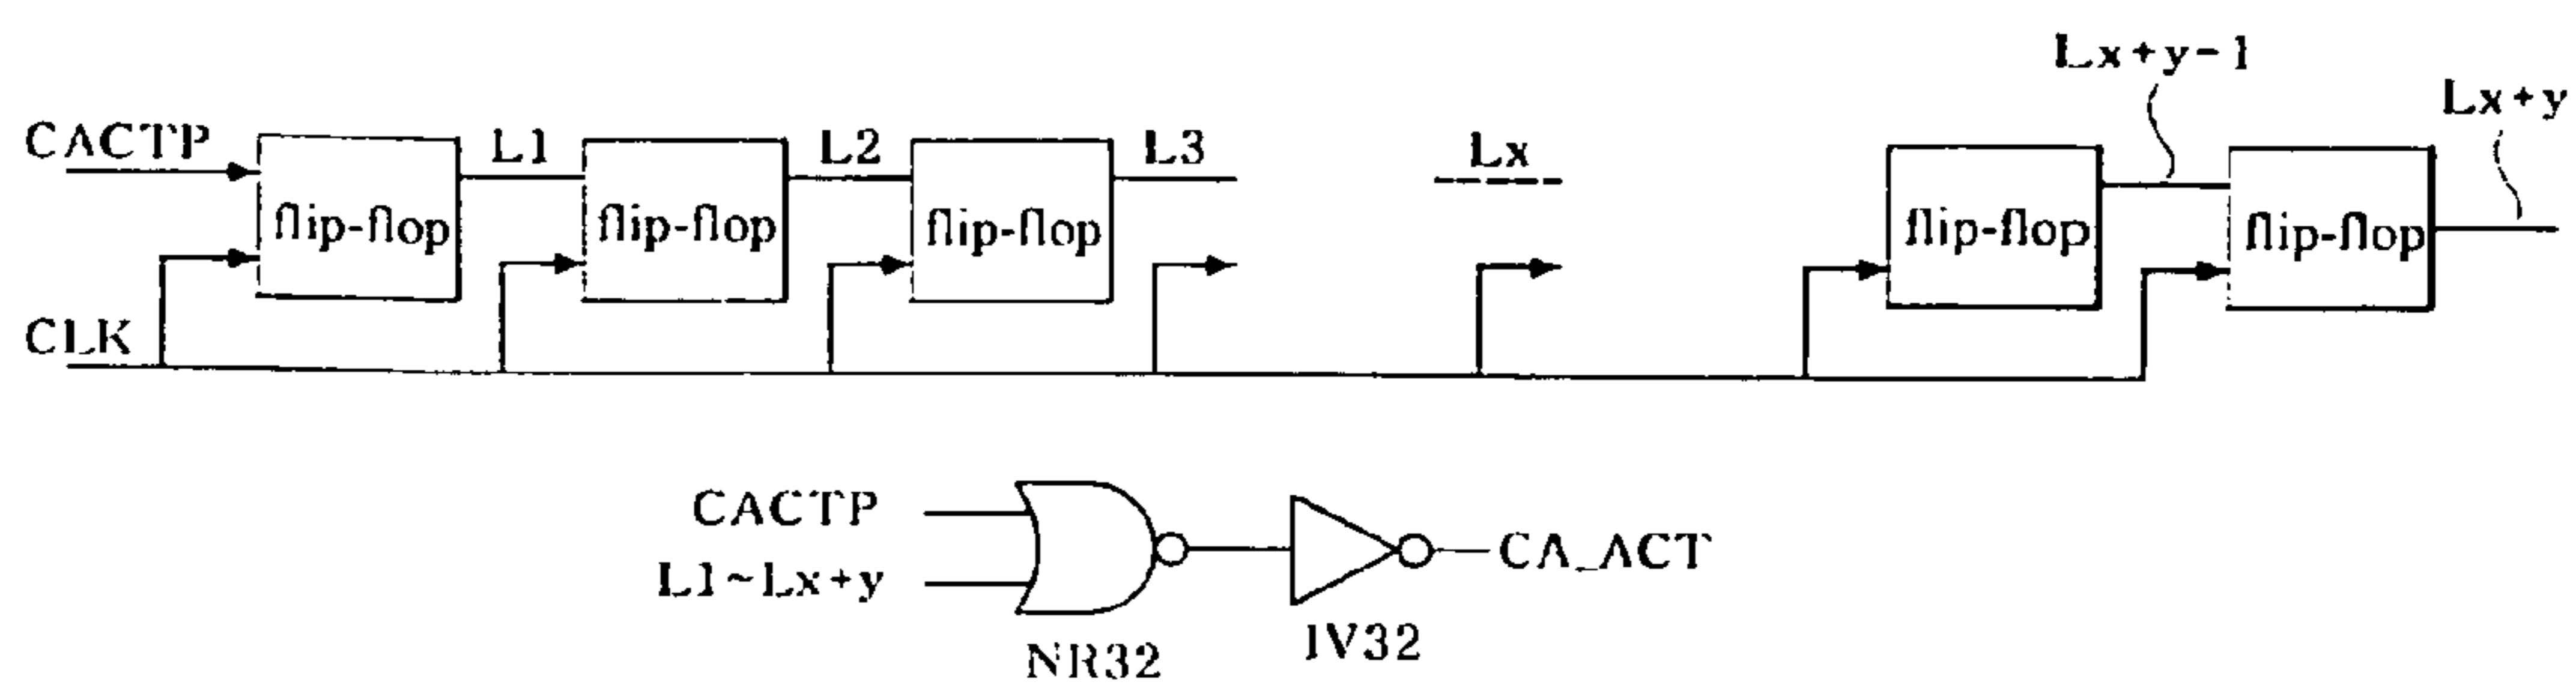 Lx+y-1
Lx+y
CACTP
L1
L2
L3
Lx
flip-flop
flip-flop
flip-flop
flip-flop
flip-flop
CLK
CACTP
L1~Lx+y
CA_ACT
NR32
IV32